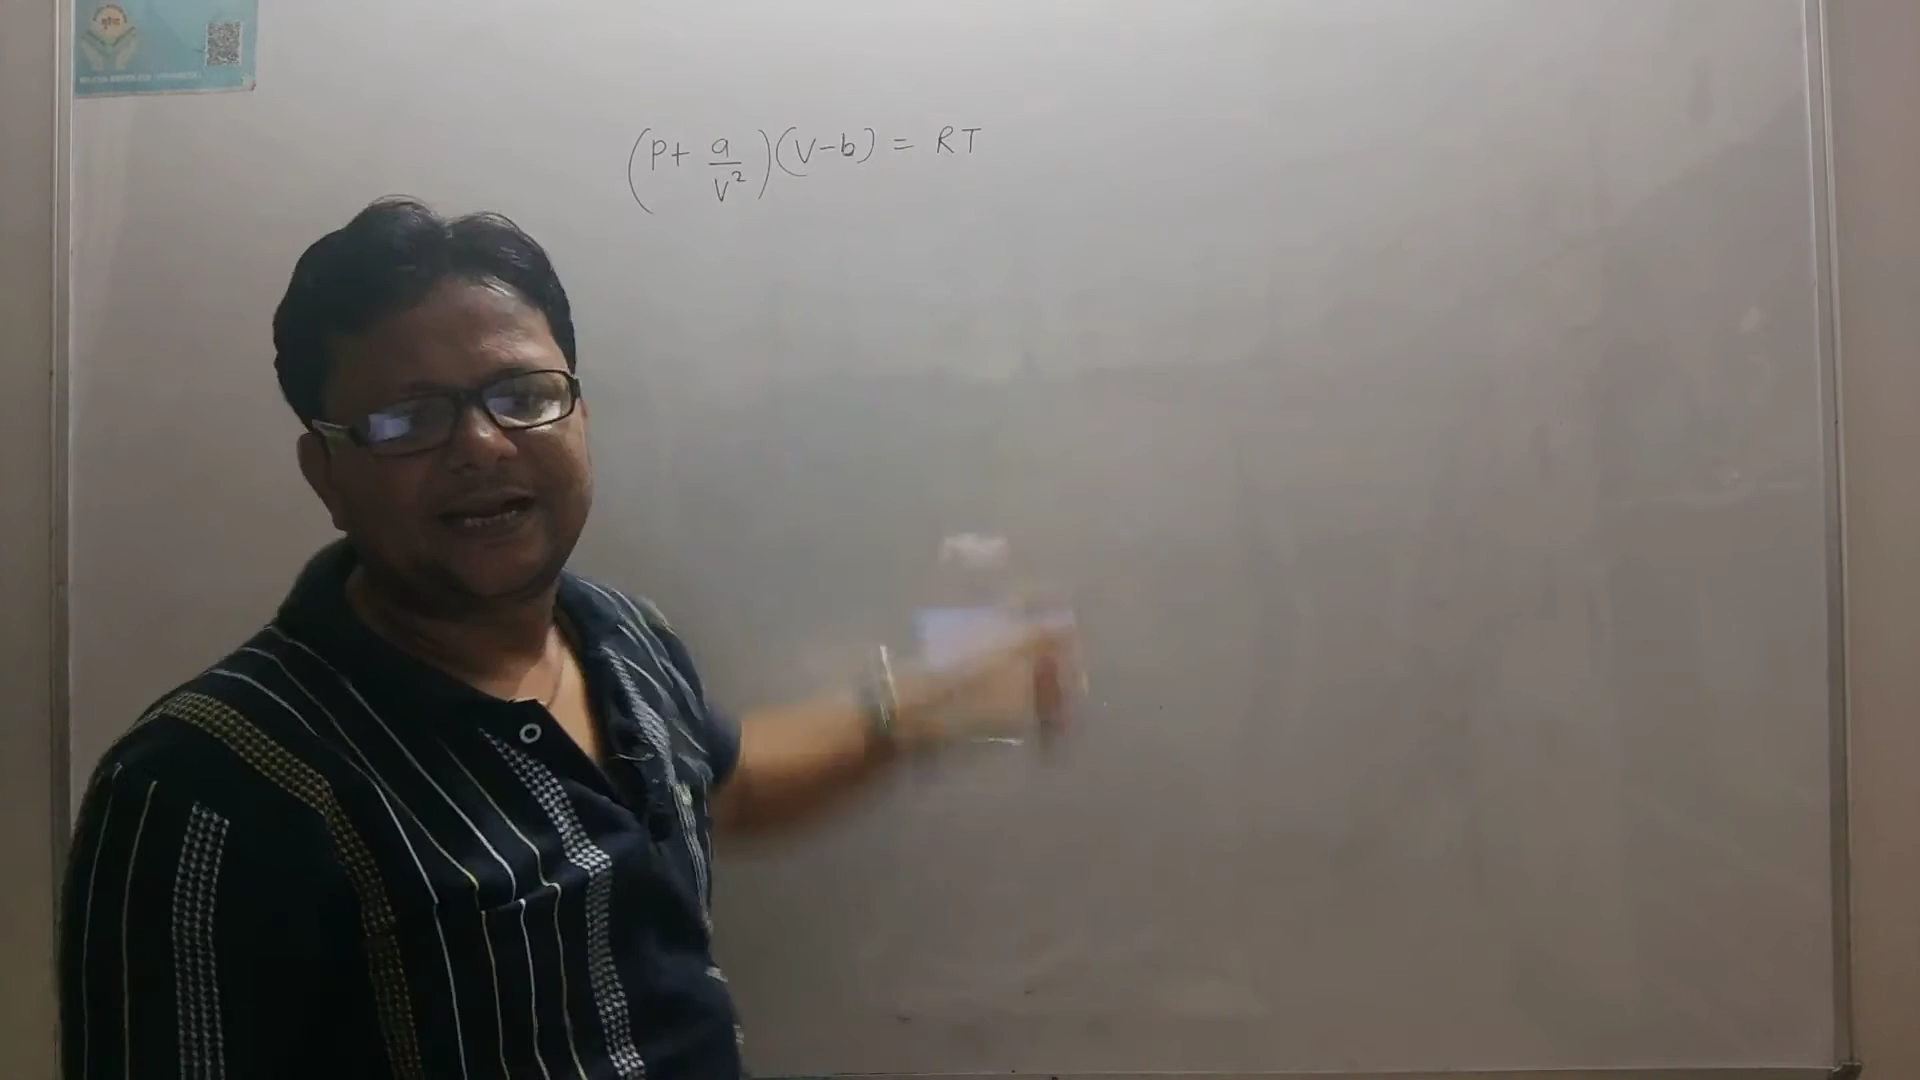 (P+ a/V²)(V-b) = RT